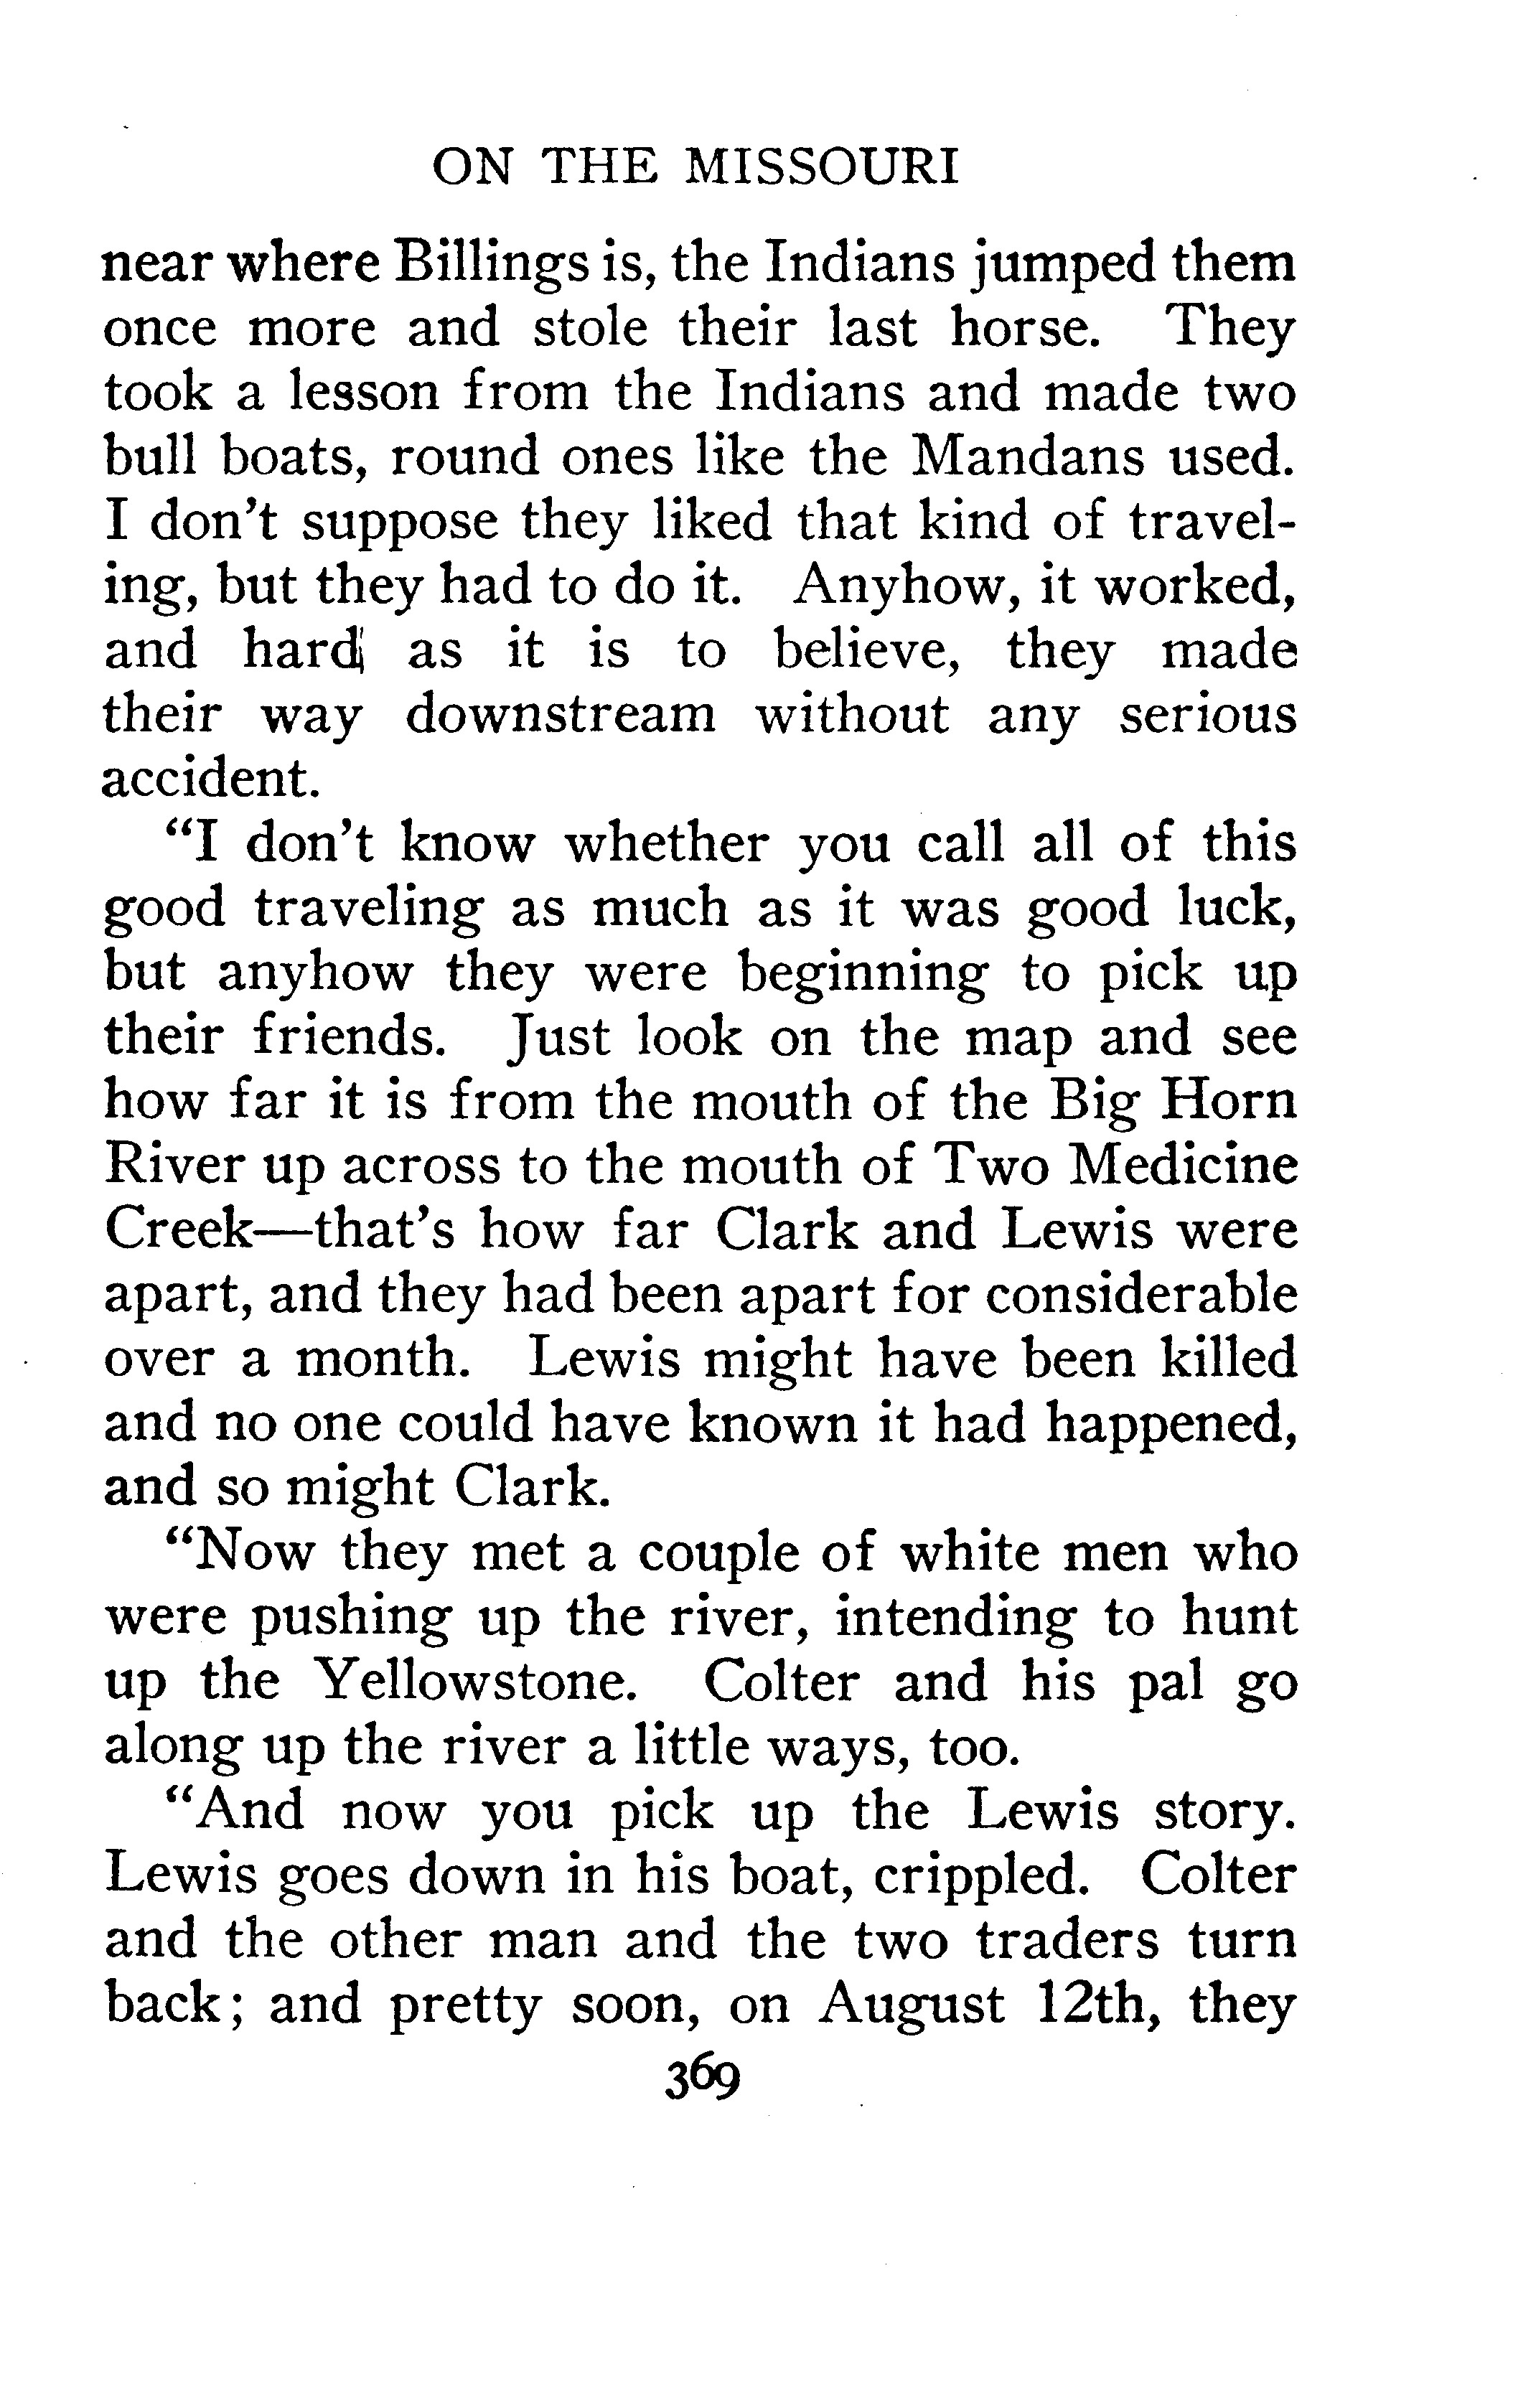 ON THE MISSOURI
near where Billings is, the Indians jumped them
once more and stole their last horse. They
took a lesson from the Indians and made two
bull boats, round ones like the Mandans used.
I don't suppose they liked that kind of travel-
ing, but they had to do it. Anyhow, it worked,
and hard as it is to believe, they made
their way downstream without any serious
accident.
"I don't know whether you call all of this
good traveling as much as it was good luck,
but anyhow they were beginning to pick up
their friends. Just look on the map and see
how far it is from the mouth of the Big Horn
River up across to the mouth of Two Medicine
Creek—that's how far Clark and Lewis were
apart, and they had been apart for considerable
over a month. Lewis might have been killed
and no one could have known it had happened,
and so might Clark.
"Now they met a couple of white men who
were pushing up the river, intending to hunt
up the Yellowstone. Colter and his pal go
along up the river a little ways, too.
"And now you pick up the Lewis story.
Lewis goes down in his boat, crippled. Colter
and the other man and the two traders turn
back; and pretty soon, on August 12th, they
369